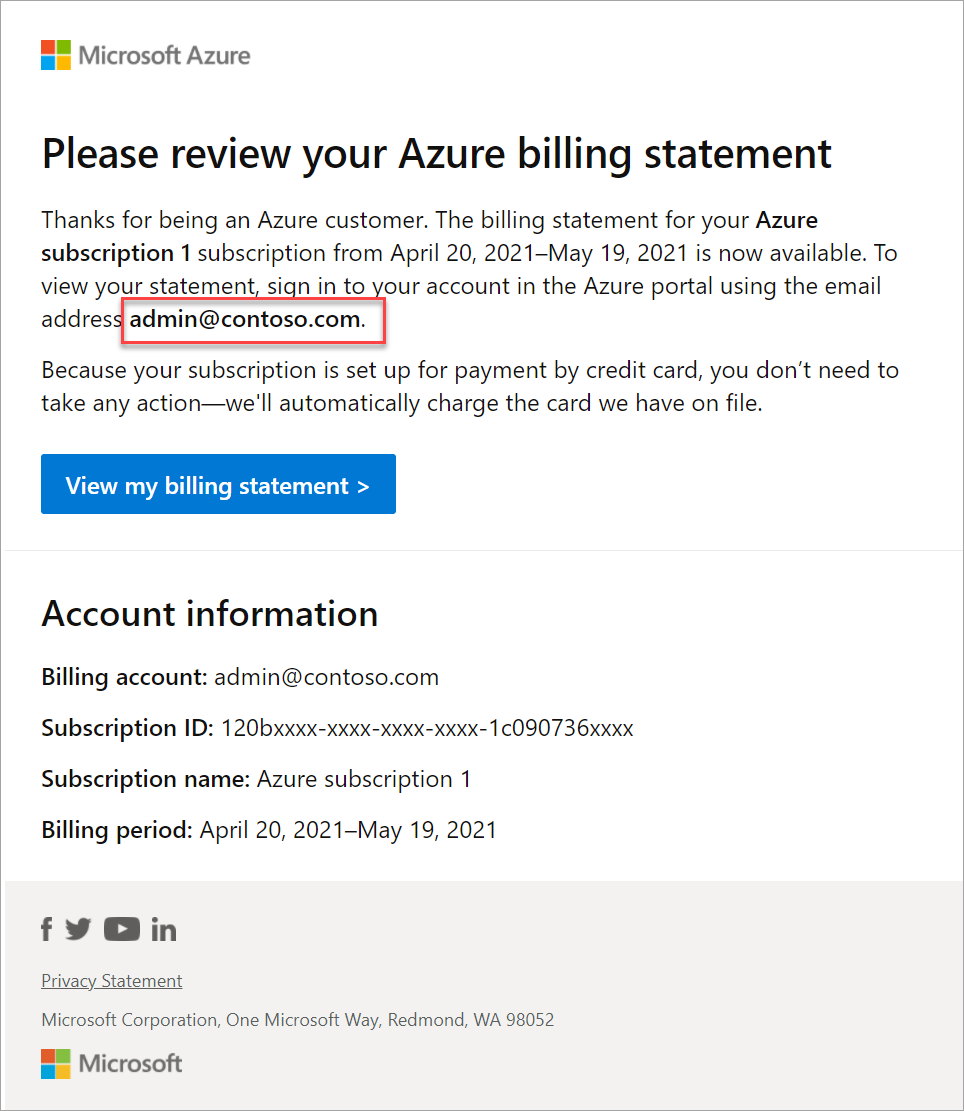 Microsoft Azure
Please review your Azure billing statement
Thanks for being an Azure customer. The billing statement for your Azure
subscription 1 subscription from April 20, 2021–May 19, 2021 is now available. To
view your statement, sign in to your account in the Azure portal using the email
address admin@contoso.com.
Because your subscription is set up for payment by credit card, you don’t need to
take any action—we'll automatically charge the card we have on file.
View my billing statement >
Account information
Billing account: admin@contoso.com
Subscription ID: 120bxxxx-xxxx-xxxx-xxxx-1c090736xxxx
Subscription name: Azure subscription 1
Billing period: April 20, 2021–May 19, 2021
f in
Privacy Statement
Microsoft Corporation, One Microsoft Way, Redmond, WA 98052
Microsoft